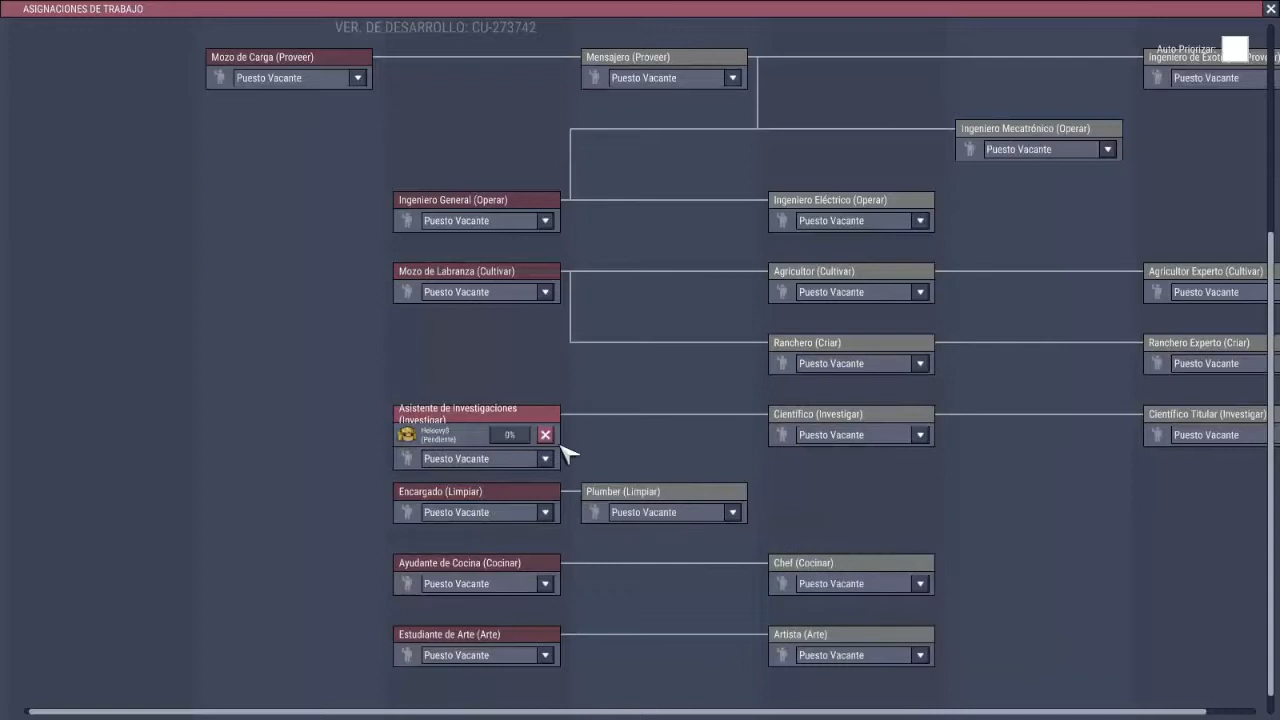 ASIGNACIONES DE TRABAJO
VER. DE DESARROLLO: CU-273742
Auto Priorizar:
Mozo de Carga (Proveer)
Puesto Vacante
Mensajero (Proveer)
Puesto Vacante
Ingeniero de
Puesto Vacante
Ingeniero Mecatrónico (Operar)
Puesto Vacante
Ingeniero General (Operar)
Puesto Vacante
Ingeniero Eléctrico (Operar)
Puesto Vacante
Mozo de Labranza (Cultivar)
Puesto Vacante
Agricultor (Cultivar)
Puesto Vacante
Agricultor Experto (Cultivar)
Puesto Vacante
Ranchero (Criar)
Puesto Vacante
Ranchero Experto (Criar)
Puesto Vacante
Asistente de Investigaciones
(Investigar)
(Pendiente)
0%
Puesto Vacante
Científico (Investigar)
Puesto Vacante
Científico Titular (Investigar)
Puesto Vacante
Encargado (Limpiar)
Puesto Vacante
Plumber (Limpiar)
Puesto Vacante
Ayudante de Cocina (Cocinar)
Puesto Vacante
Chef (Cocinar)
Puesto Vacante
Estudiante de Arte (Arte)
Puesto Vacante
Artista (Arte)
Puesto Vacante